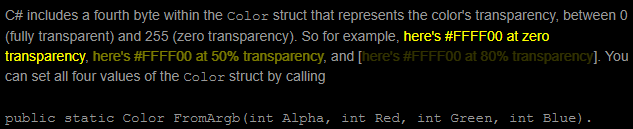 C# includes a fourth byte within the Color struct that represents the color's transparency, between 0
(fully transparent) and 255 (zero transparency). So for example, here's #FFFF00 at zero
transparency, here's #FFFF00 at 50% transparency, and [here's #FFFF00 at 80% transparency]. You
can set all four values of the Color struct by calling
public static Color FromArgb(int Alpha, int Red, int Green, int Blue).